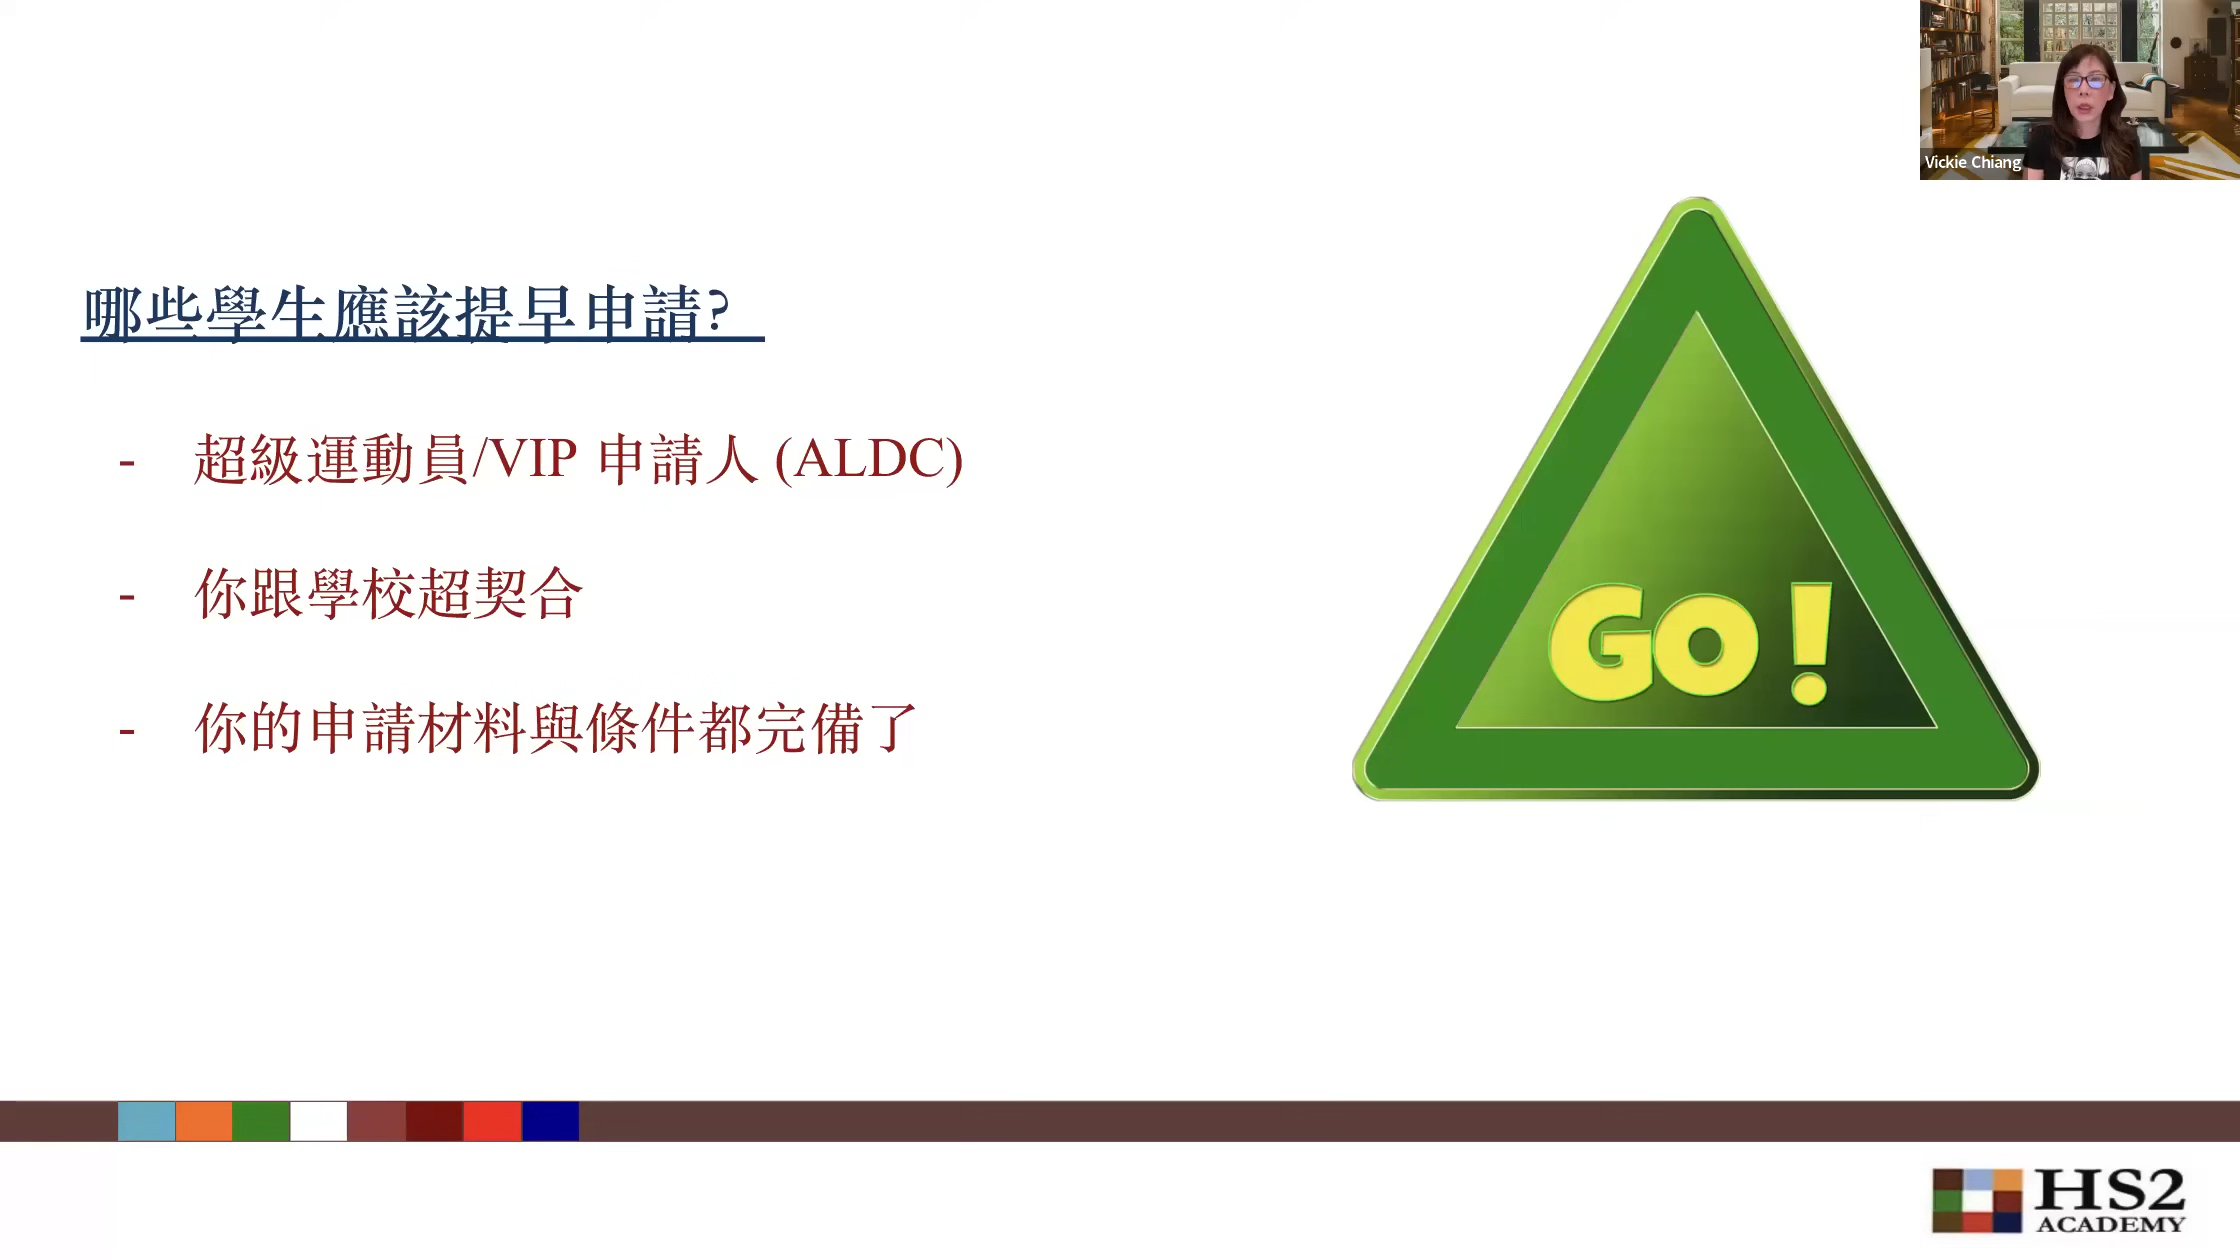 Vickie Chiang
哪些學生應該提早申請?
- 超級運動員/VIP 申請人 (ALDC)
- 你跟學校超契合
- 你的申請材料與條件都完備了
GO !
HS2
ACADEMY